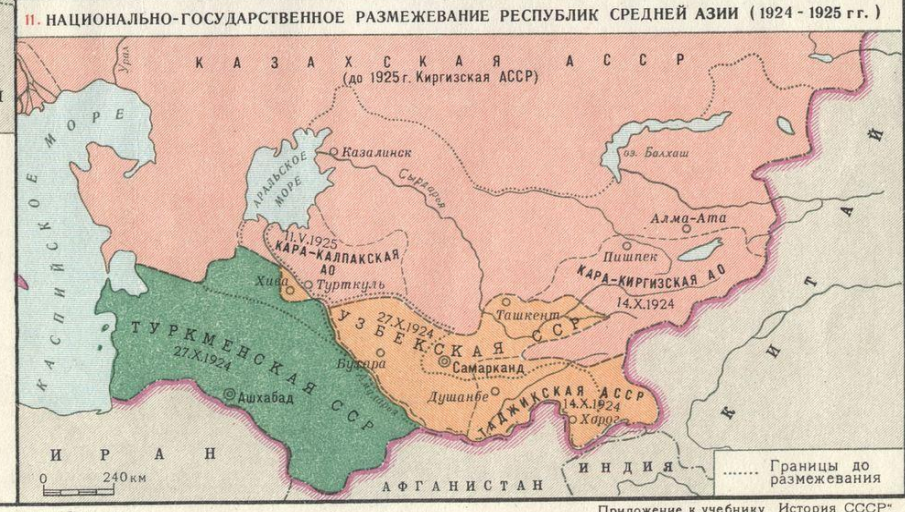 11. НАЦИОНАЛЬНО-ГОСУДАРСТВЕННОЕ РАЗМЕЖЕВАНИЕ РЕСПУБЛИК СРЕДНЕЙ АЗИИ (1924 - 1925 гг.)
Урал
КАЗАХСКАЯ АССР
(до 1925 г. Киргизская АССР)
КАСПИЙСКОЕ МОРЕ
АРАЛЬСКОЕ
МОРЕ
Казалинск
Сырдарья
оз. Балхаш
КИТАЙ
Алма-Ата
Пишпек
КАРА-КИРГИЗСКАЯ АО
14.X.1924
11.V.1925
КАРА-КАЛПАКСКАЯ
АО
Хива
Турткуль
Ташкент
27.X.1924
УЗБЕКСКАЯ ССР
Бухара
Самарканд
ТУРКМЕНСКАЯ ССР
27.X.1924
Ашхабад
Амударья
Душанбе
ТАДЖИКСКАЯ АССР
14.X.1924
Хорог
ИРАН
АФГАНИСТАН
ИНДИЯ
0 240 км
Границы до
размежевания
Приложение к учебнику „История СССР"